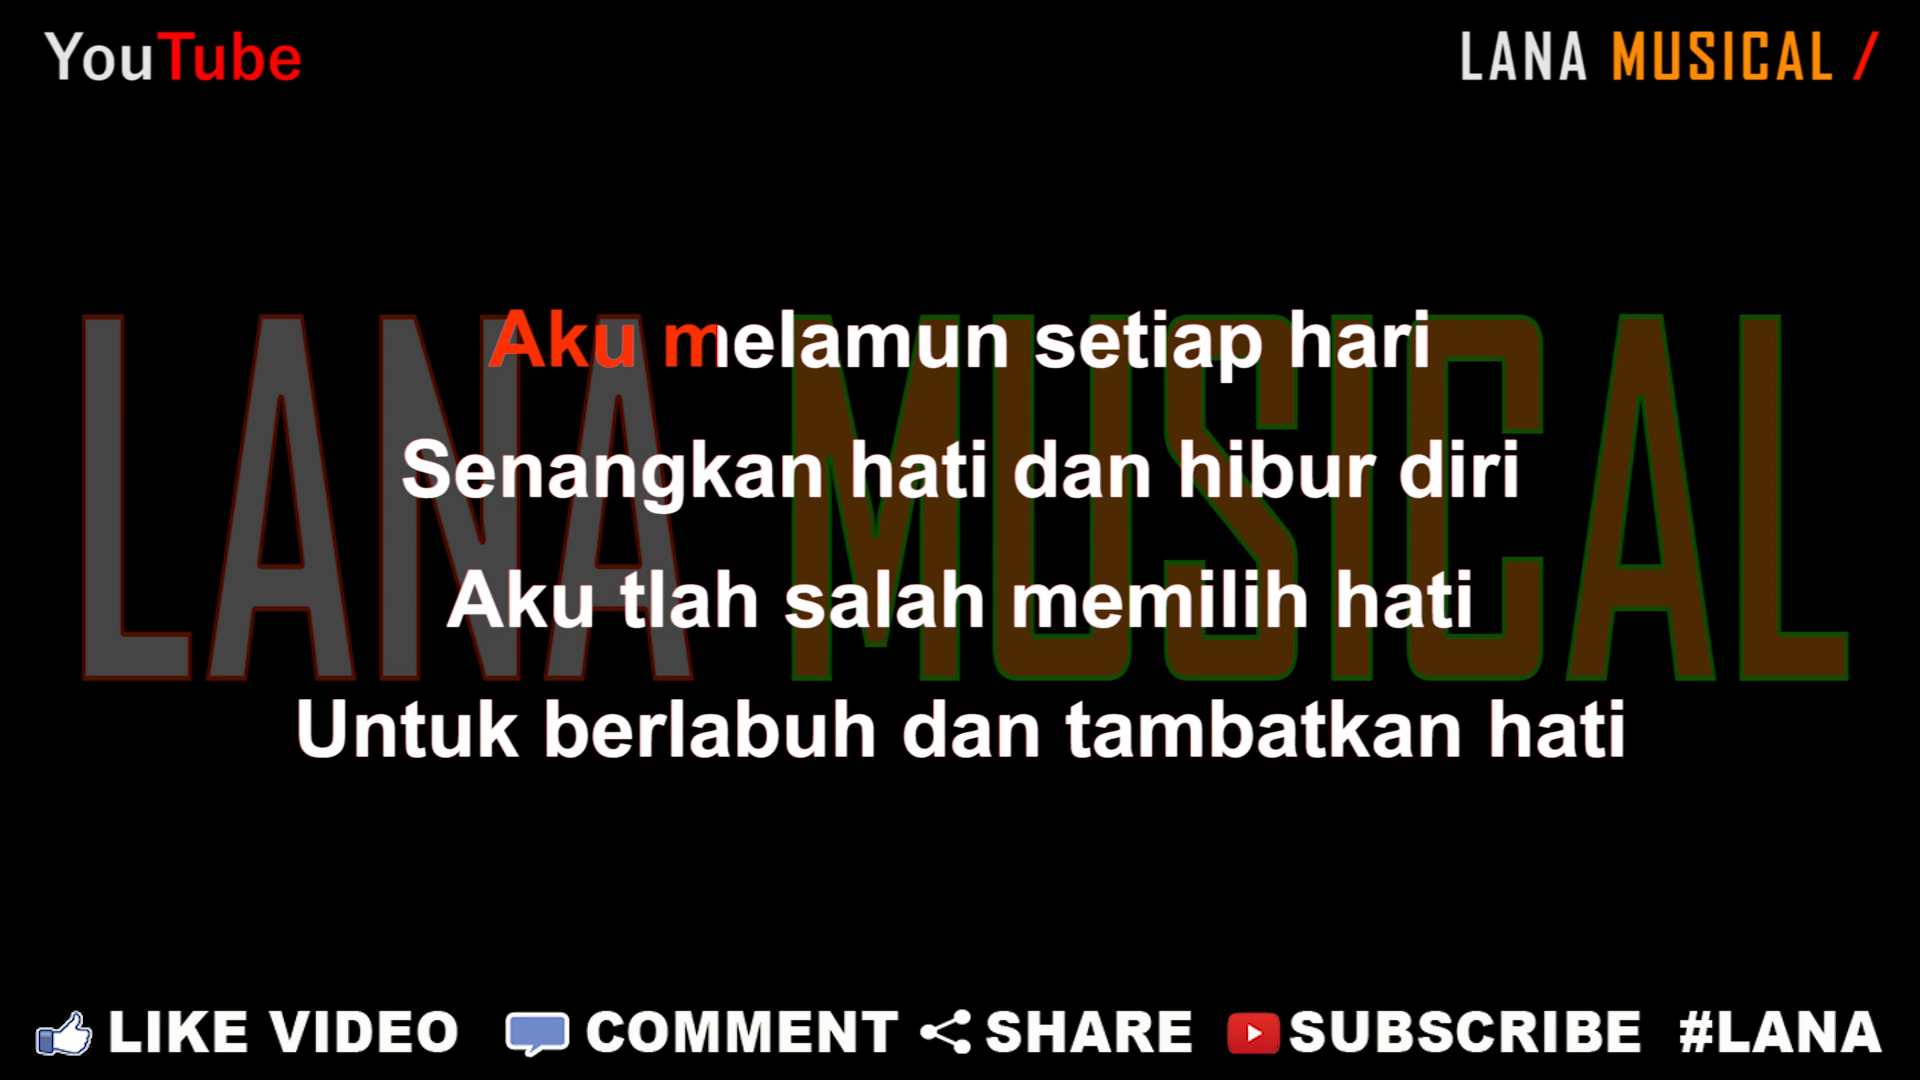 YouTube
LANA MUSICAL /
LANA MUSICAL
Aku melamun setiap hari
Senangkan hati dan hibur diri
Aku tlah salah memilih hati
Untuk berlabuh dan tambatkan hati
LIKE VIDEO COMMENT SHARE SUBSCRIBE #LANA